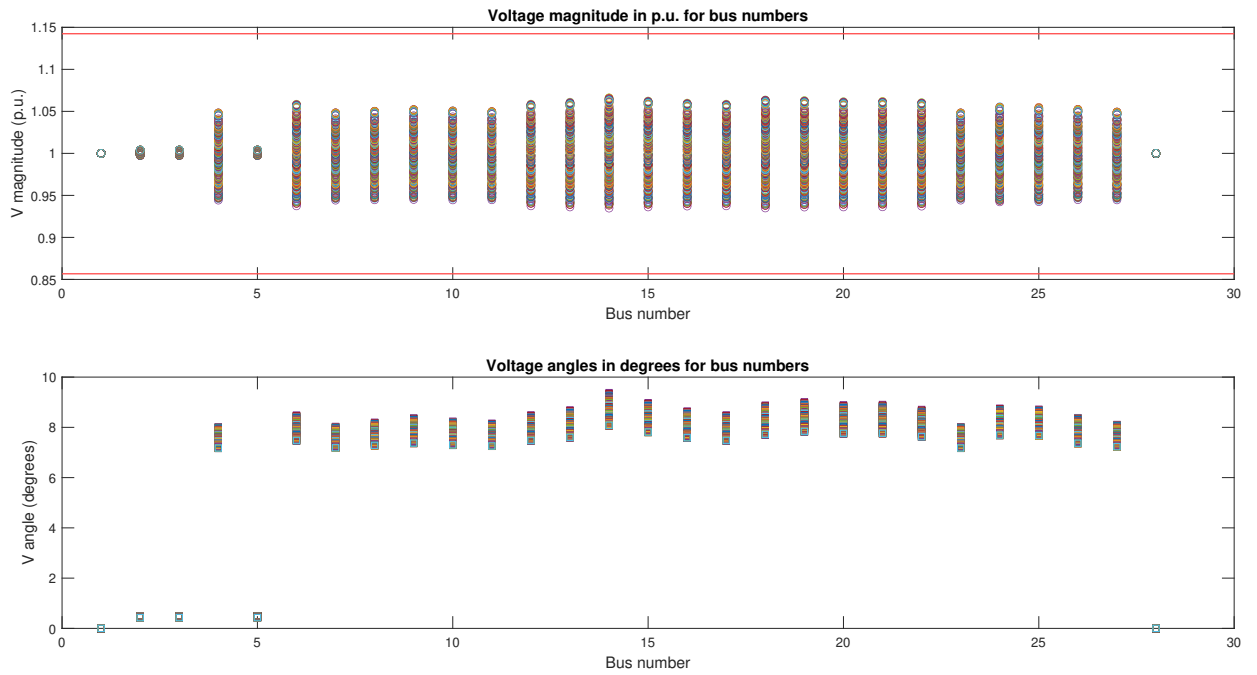 Voltage magnitude in p.u. for bus numbers
1.15
1.1
1.05
1
0.95
0.9
0.85
V magnitude (p.u.)
0 5 10 15 20 25 30
Bus number
Voltage angles in degrees for bus numbers
10
8
6
4
2
0
V angle (degrees)
0 5 10 15 20 25 30
Bus number